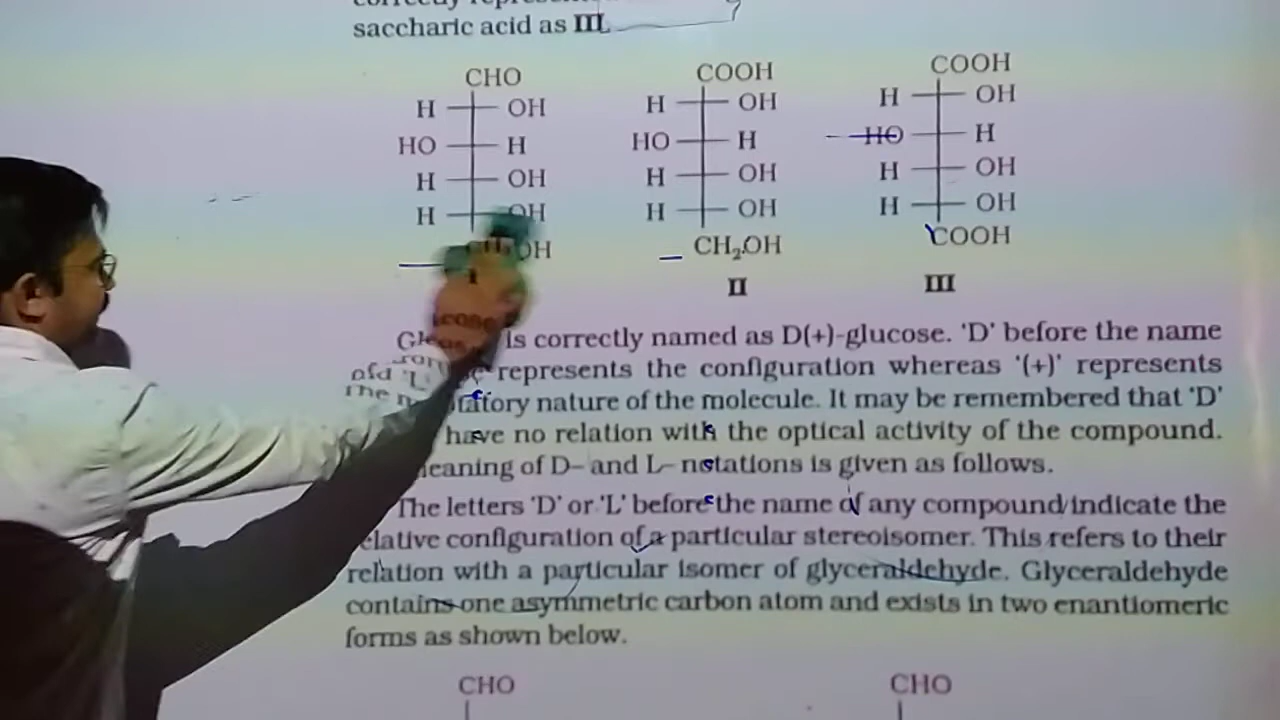 saccharic acid as III.
CHO COOH COOH
H OH H OH H OH
HO H HO H HO H
H OH H OH H OH
H OH H OH H OH
OH CH₂OH COOH
II III
is correctly named as D(+)-glucose. 'D' before the name
represents the configuration whereas '(+)' represents
nature of the molecule. It may be remembered that 'D'
have no relation with the optical activity of the compound.
of D– and L– notations is given as follows.
The letters 'D' or 'L' before the name of any compound indicate the
configuration of a particular stereoisomer. This refers to their
relation with a particular isomer of glyceraldehyde. Glyceraldehyde
contains one asymmetric carbon atom and exists in two enantiomeric
forms as shown below.
CHO CHO